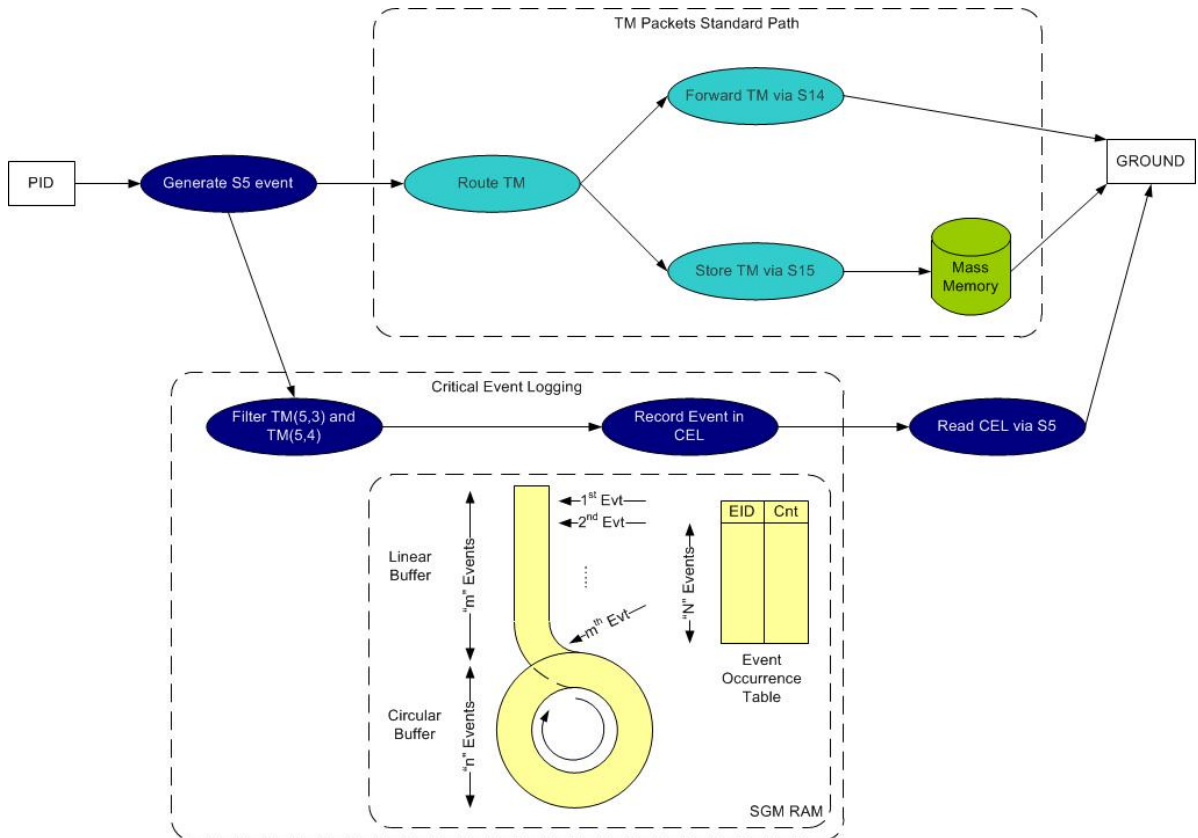 TM Packets Standard Path
Forward TM via S14
PID
Generate S5 event
Route TM
GROUND
Store TM via S15
Mass
Memory
Critical Event Logging
Filter TM(5,3) and
TM(5,4)
Record Event in
CEL
Read CEL via S5
Linear
Buffer
"m" Events
1st Evt
2nd Evt
......
mth Evt
EID Cnt
"N" Events
Event
Occurrence
Table
Circular
Buffer
"n" Events
SGM RAM